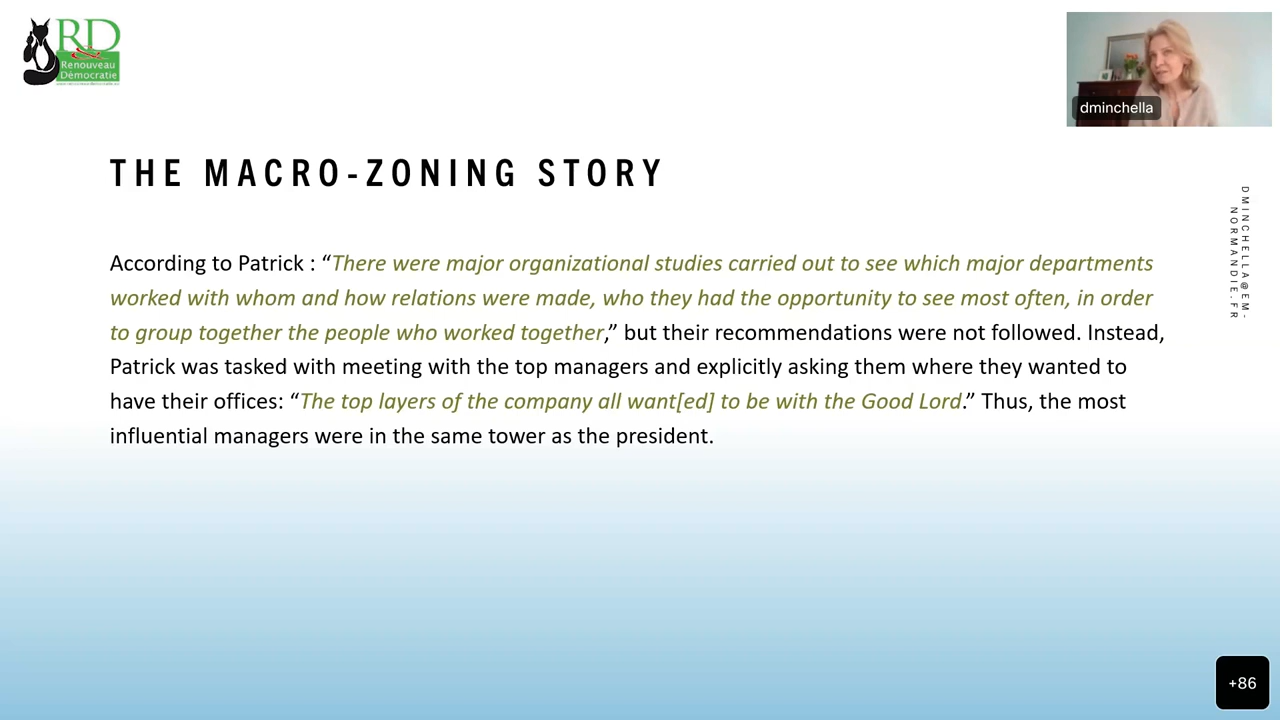 RD
Renouveau
Démocratie
dminchella
THE MACRO-ZONING STORY
According to Patrick : “There were major organizational studies carried out to see which major departments
worked with whom and how relations were made, who they had the opportunity to see most often, in order
to group together the people who worked together,” but their recommendations were not followed. Instead,
Patrick was tasked with meeting with the top managers and explicitly asking them where they wanted to
have their offices: “The top layers of the company all want[ed] to be with the Good Lord.” Thus, the most
influential managers were in the same tower as the president.
DMINCHELLA@EM-
NORMANDIE.FR
+86